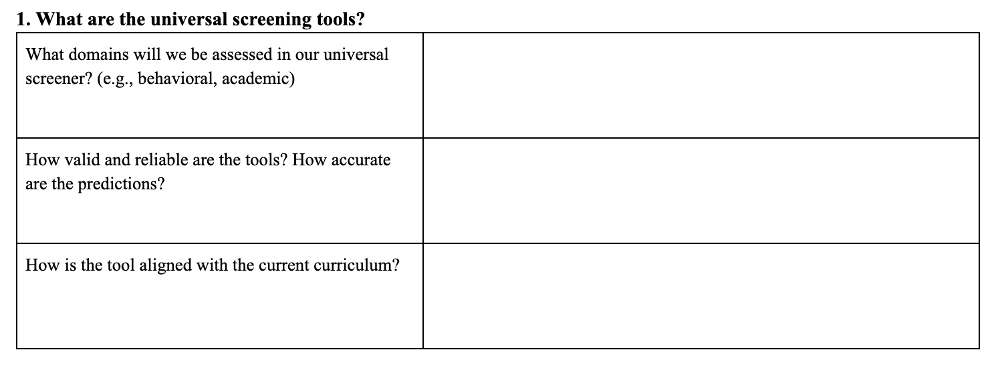 1. What are the universal screening tools?
What domains will we be assessed in our universal
screener? (e.g., behavioral, academic)
How valid and reliable are the tools? How accurate
are the predictions?
How is the tool aligned with the current curriculum?